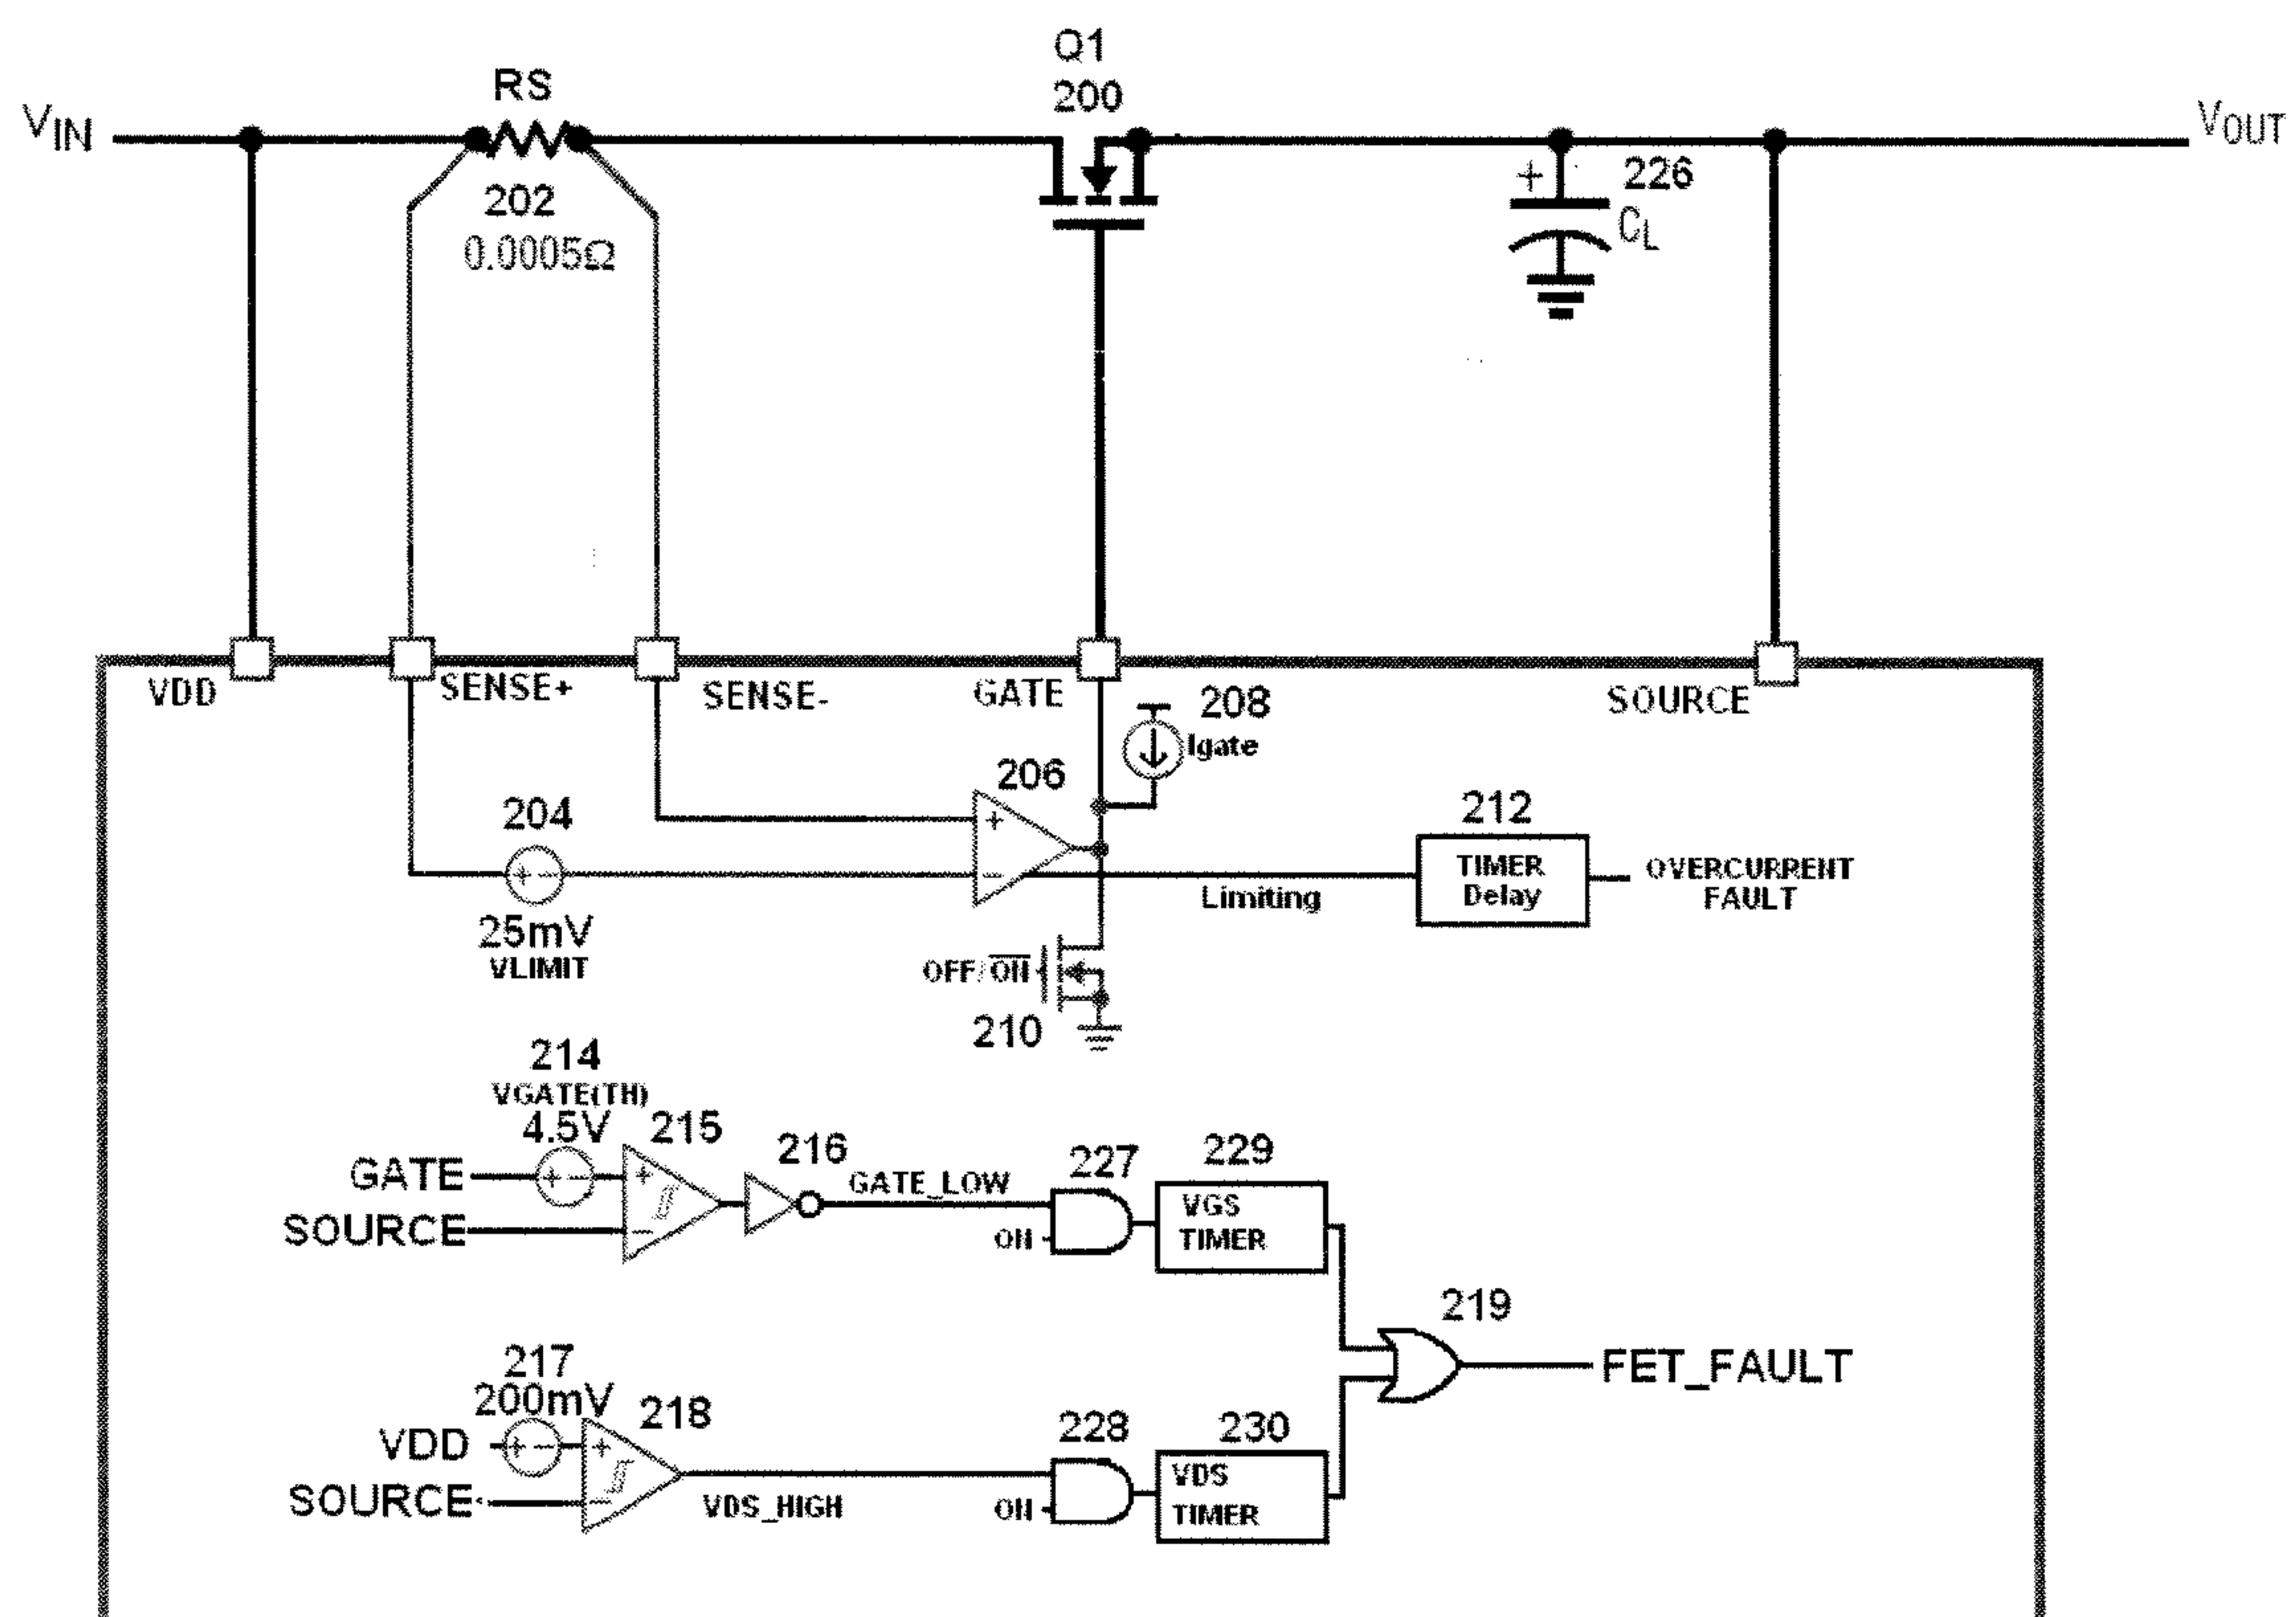 Q1
200
RS
VIN
VOUT
202
0.0005Ω
+
226
CL
VDD
SENSE+
SENSE-
GATE
SOURCE
208
Igate
206
204
+ -
25mV
VLIMIT
+
-
212
TIMER
Delay
OVERCURRENT
FAULT
Limiting
OFF/ON
210
214
VGATE(TH)
4.5V
215
216
GATE
+ -
+
GATE_LOW
SOURCE
-
227
ON
229
VGS
TIMER
219
FET_FAULT
217
200mV
218
VDD
+ -
+
SOURCE
-
VDS_HIGH
228
ON
230
VDS
TIMER